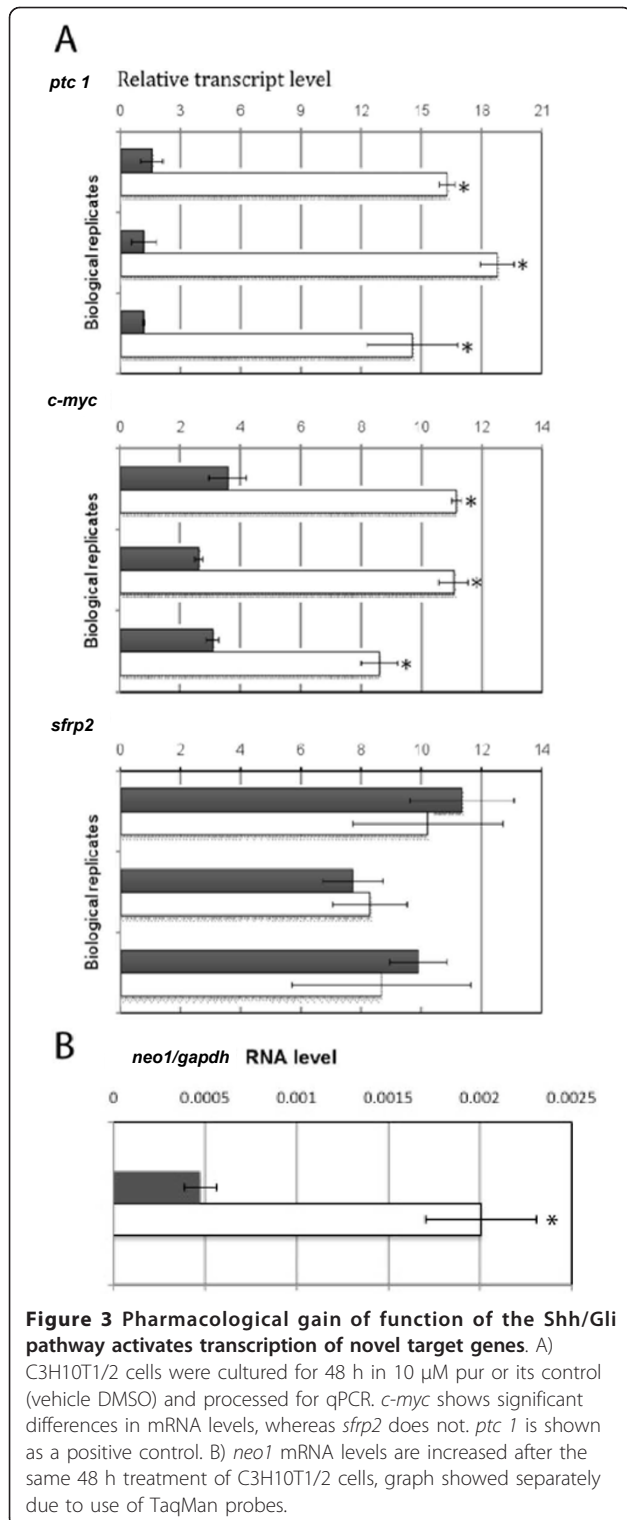 A
ptc 1 Relative transcript level
0 3 6 9 12 15 18 21
Biological replicates
*
*
*
c-myc
0 2 4 6 8 10 12 14
Biological replicates
*
*
*
sfrp2
0 2 4 6 8 10 12 14
Biological replicates
B
neo1/gapdh RNA level
0 0.0005 0.001 0.0015 0.002 0.0025
*
Figure 3 Pharmacological gain of function of the Shh/Gli
pathway activates transcription of novel target genes. A)
C3H10T1/2 cells were cultured for 48 h in 10 μM pur or its control
(vehicle DMSO) and processed for qPCR. c-myc shows significant
differences in mRNA levels, whereas sfrp2 does not. ptc 1 is shown
as a positive control. B) neo1 mRNA levels are increased after the
same 48 h treatment of C3H10T1/2 cells, graph showed separately
due to use of TaqMan probes.